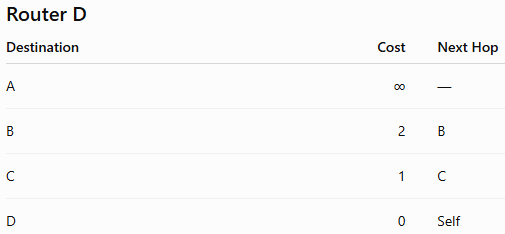 Router D
Destination Cost Next Hop
A ∞ —
B 2 B
C 1 C
D 0 Self